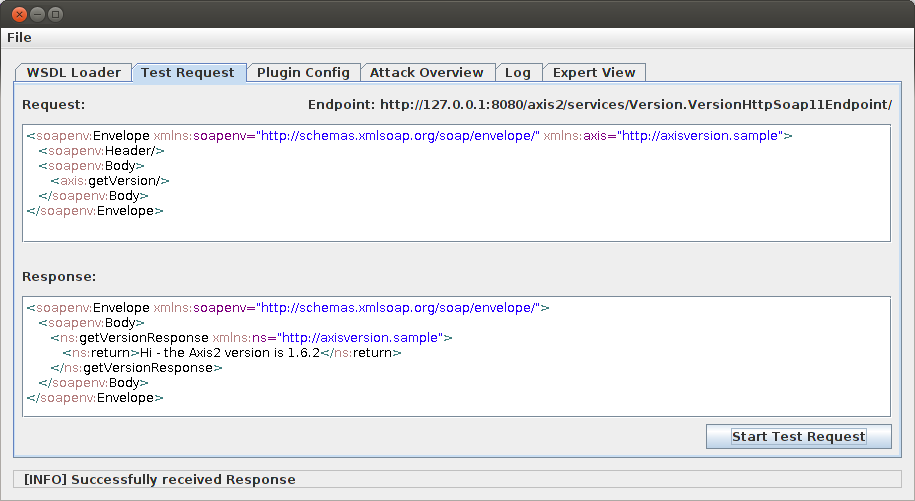 File
WSDL Loader Test Request Plugin Config Attack Overview Log Expert View
Request: Endpoint: http://127.0.0.1:8080/axis2/services/Version.VersionHttpSoap11Endpoint/
<soapenv:Envelope xmlns:soapenv="http://schemas.xmlsoap.org/soap/envelope/" xmlns:axis="http://axisversion.sample">
<soapenv:Header/>
<soapenv:Body>
<axis:getVersion/>
</soapenv:Body>
</soapenv:Envelope>
Response:
<soapenv:Envelope xmlns:soapenv="http://schemas.xmlsoap.org/soap/envelope/">
<soapenv:Body>
<ns:getVersionResponse xmlns:ns="http://axisversion.sample">
<ns:return>Hi - the Axis2 version is 1.6.2</ns:return>
</ns:getVersionResponse>
</soapenv:Body>
</soapenv:Envelope>
Start Test Request
[INFO] Successfully received Response